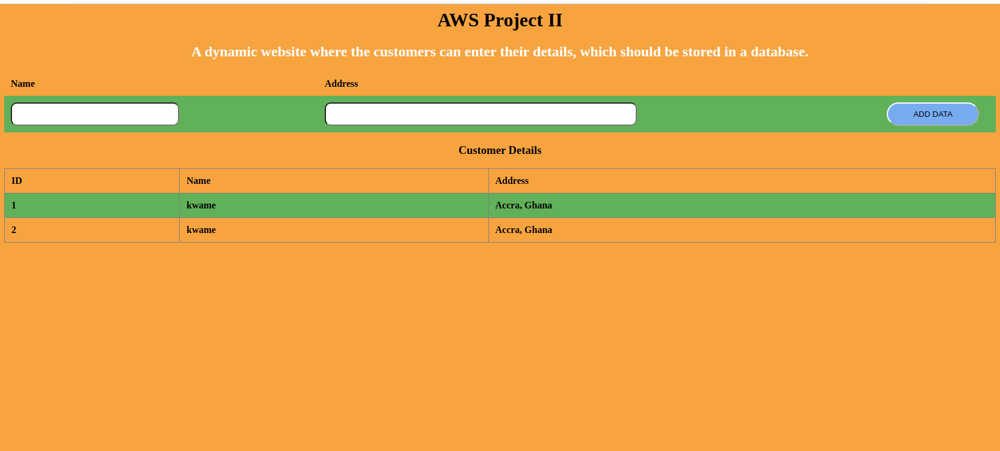 AWS Project II
A dynamic website where the customers can enter their details, which should be stored in a database.
Name Address
ADD DATA
Customer Details
ID Name Address
1 kwame Accra, Ghana
2 kwame Accra, Ghana